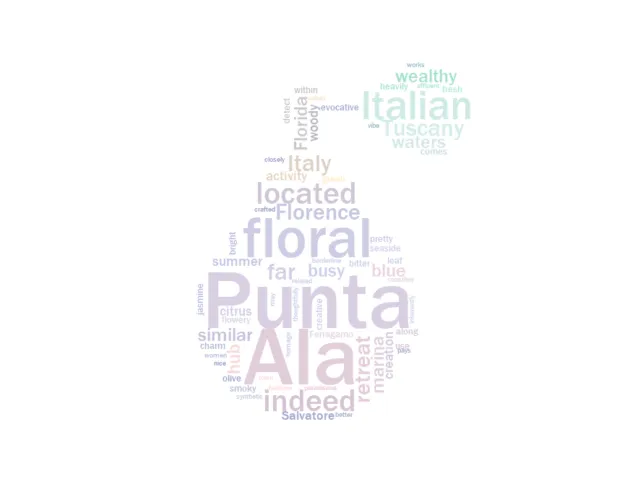 works
wealthy
heavily
fresh
Italian
Tuscany
vibe
waters
comes
within
detect
Florida
woody
evocative
closely
Italy
activity
located
crafted
Florence
floral
bright
pretty
seaside
summer
far
busy
bitter
leaf
blue
jasmine
Punta
citrus
flowery
creative
similar
Ferragamo
along
charm
hub
Ala
retreat
marina
creation
pays
nice
olive
smoky
synthetic
indeed
Salvatore
better